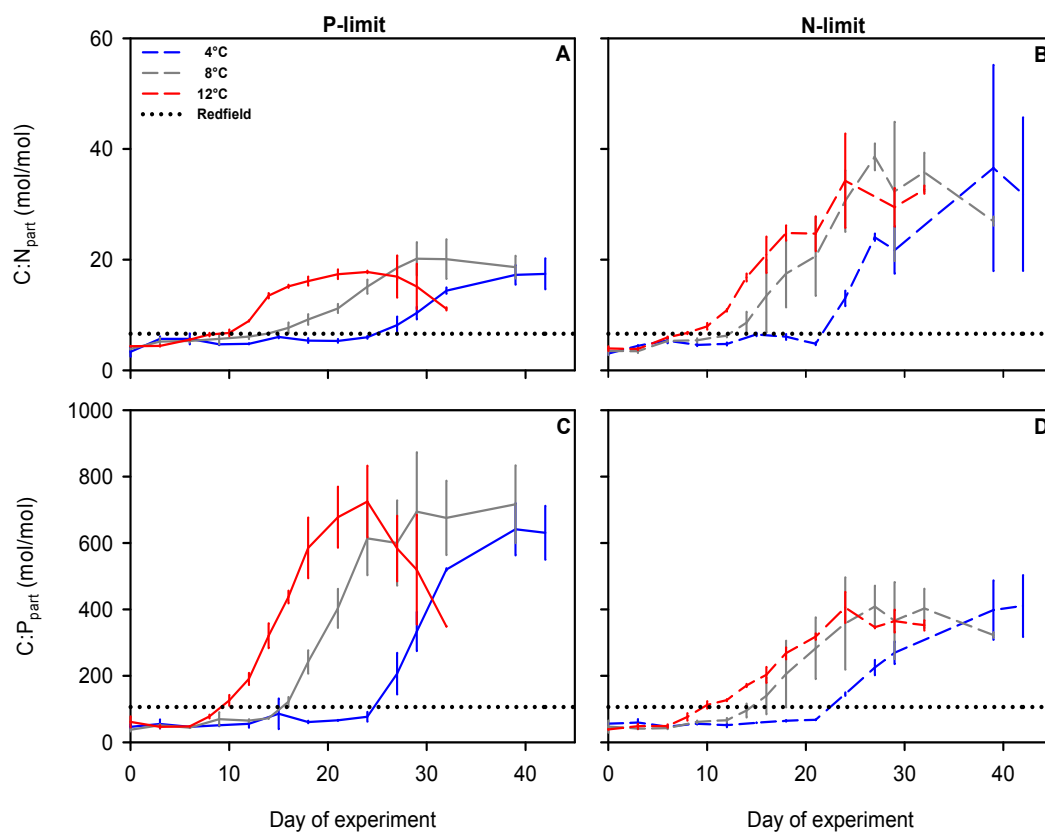 P-limit
N-limit
60
40
20
0
C:Npart (mol/mol)
4°C
8°C
12°C
Redfield
A
B
1000
800
600
400
200
0
C:Ppart (mol/mol)
C
D
0 10 20 30 40
0 10 20 30 40
Day of experiment
Day of experiment